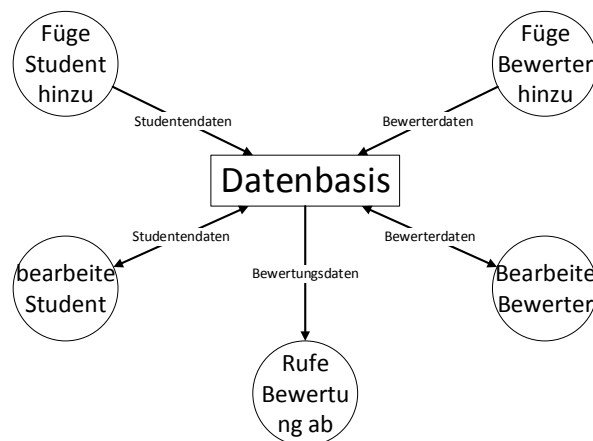 Füge
Student
hinzu
Füge
Bewerter
hinzu
Studentendaten
Bewerterdaten
Datenbasis
Studentendaten
Bewerterdaten
bearbeite
Student
Bewertungsdaten
Bearbeite
Bewerter
Rufe
Bewertu
ng ab